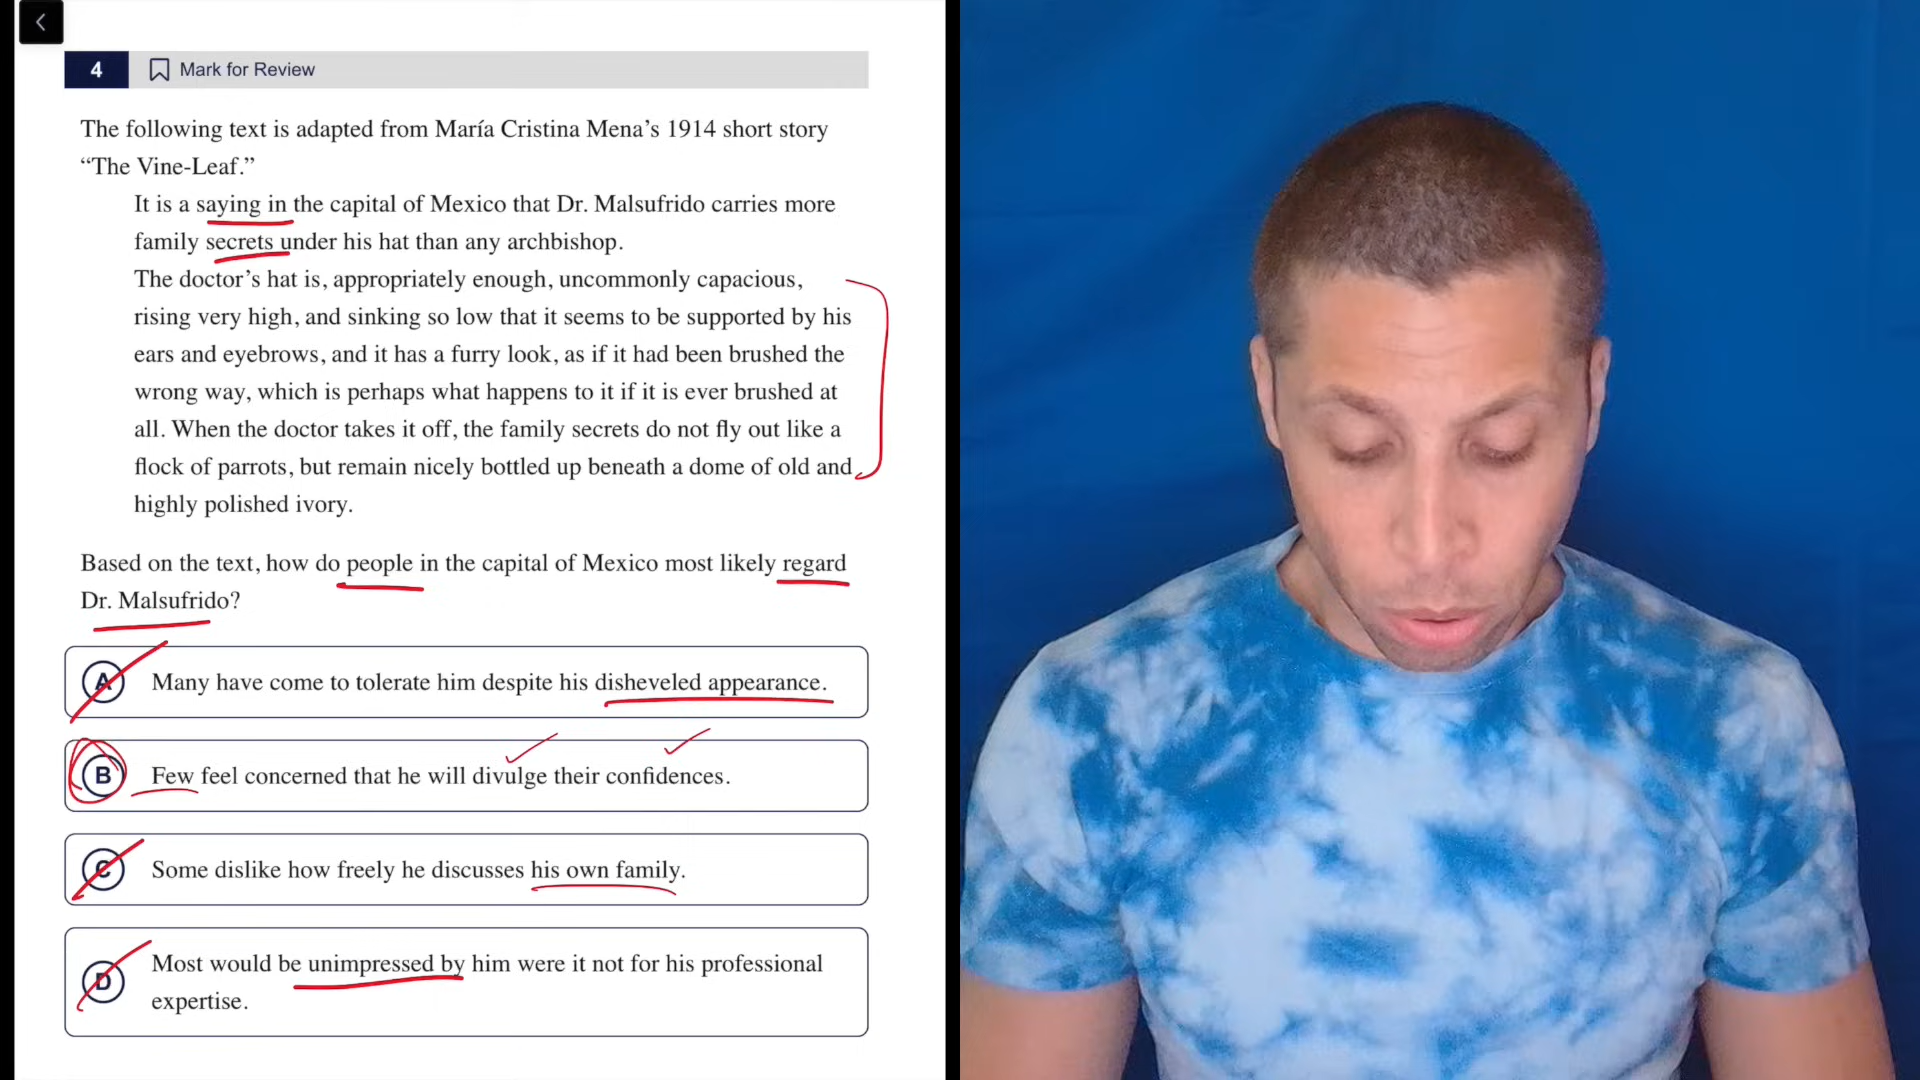 4 Mark for Review
The following text is adapted from María Cristina Mena’s 1914 short story
“The Vine-Leaf.”
It is a saying in the capital of Mexico that Dr. Malsufrido carries more
family secrets under his hat than any archbishop.
The doctor’s hat is, appropriately enough, uncommonly capacious,
rising very high, and sinking so low that it seems to be supported by his
ears and eyebrows, and it has a furry look, as if it had been brushed the
wrong way, which is perhaps what happens to it if it is ever brushed at
all. When the doctor takes it off, the family secrets do not fly out like a
flock of parrots, but remain nicely bottled up beneath a dome of old and
highly polished ivory.
Based on the text, how do people in the capital of Mexico most likely regard
Dr. Malsufrido?
A Many have come to tolerate him despite his disheveled appearance.
B Few feel concerned that he will divulge their confidences.
C Some dislike how freely he discusses his own family.
D Most would be unimpressed by him were it not for his professional
expertise.